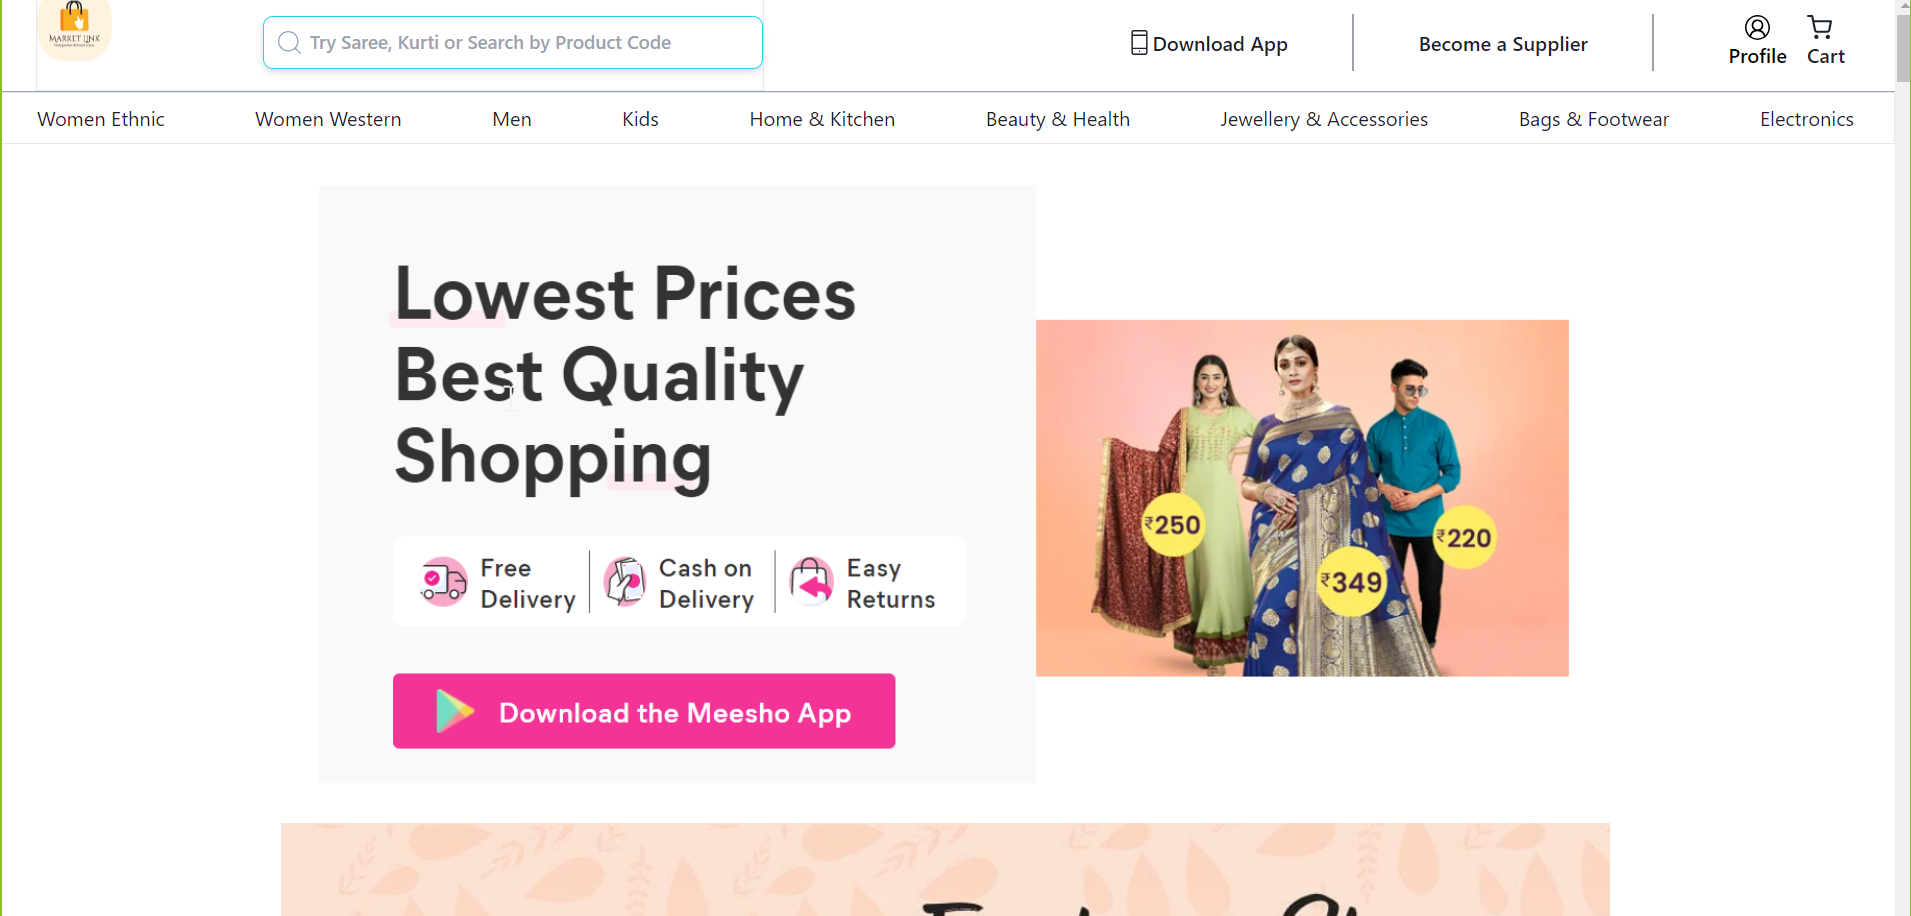 MARKET LINK
Try Saree, Kurti or Search by Product Code
Download App
Become a Supplier
Profile
Cart
Women Ethnic
Women Western
Men
Kids
Home & Kitchen
Beauty & Health
Jewellery & Accessories
Bags & Footwear
Electronics
Lowest Prices
Best Quality
Shopping
Free
Delivery
Cash on
Delivery
Easy
Returns
Download the Meesho App
₹250
₹349
₹220